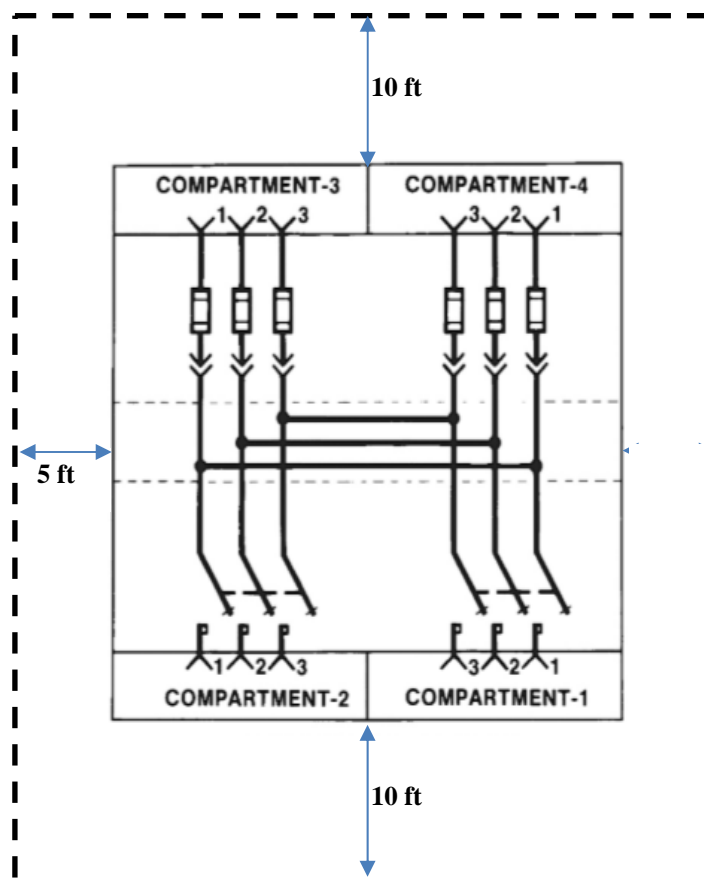 10 ft
COMPARTMENT-3 COMPARTMENT-4
1 2 3 3 2 1
5 ft
1 2 3 3 2 1
COMPARTMENT-2 COMPARTMENT-1
10 ft